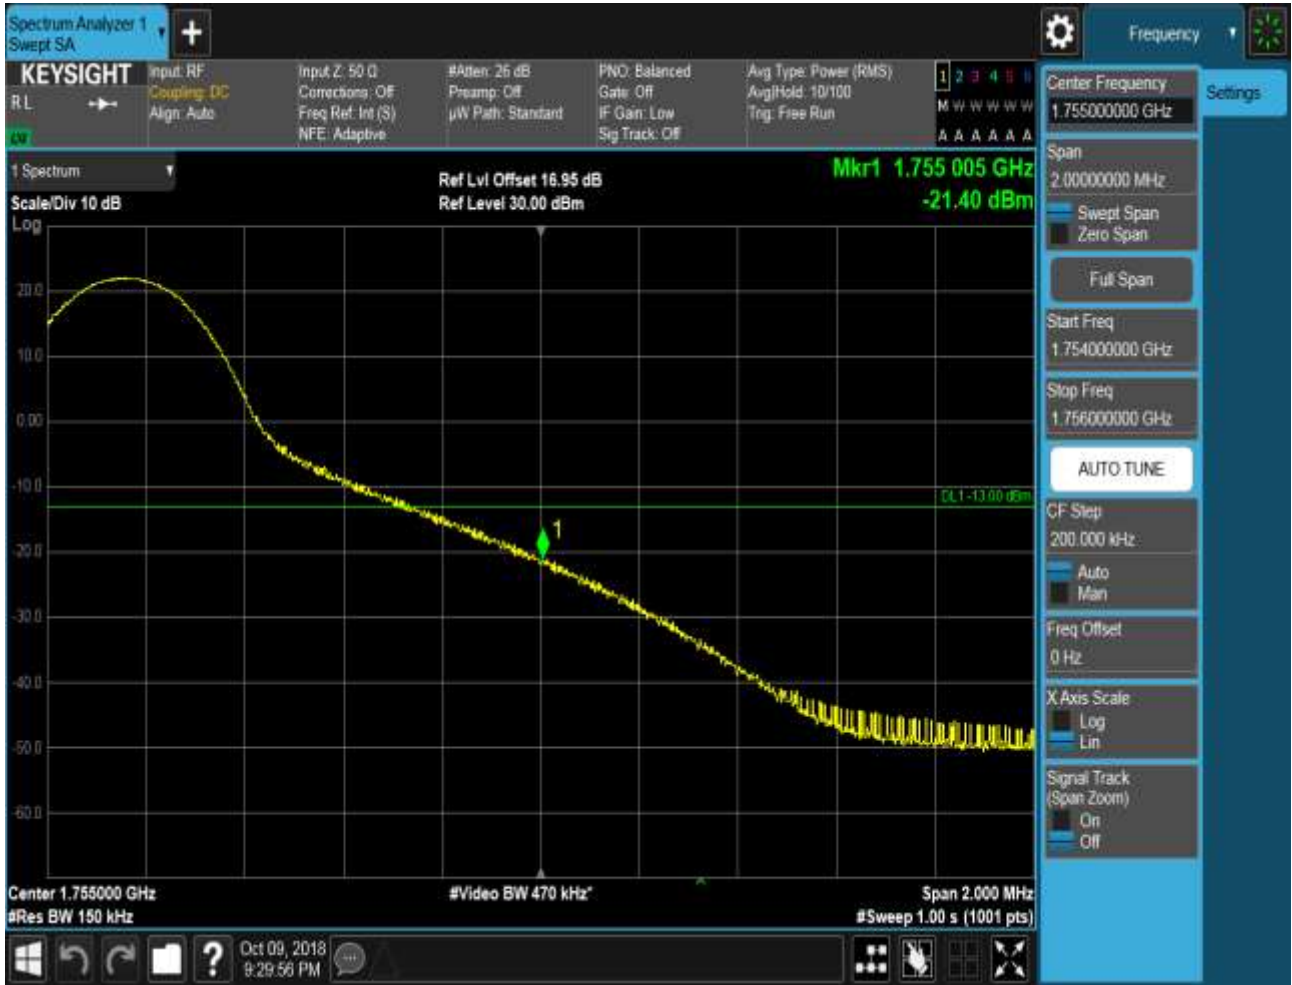 Spectrum Analyzer 1
Swept SA
+
Frequency
KEYSIGHT
RL
LW
Input: RF
Coupling: DC
Align: Auto
Input Z: 50 Ω
Corrections: Off
Freq Ref: Int (S)
NFE: Adaptive
#Atten: 26 dB
Preamp: Off
µW Path: Standard
PNO: Balanced
Gate: Off
IF Gain: Low
Sig Track: Off
Avg Type: Power (RMS)
Avg|Hold: 10/100
Trig: Free Run
1 2 3 4 5 6
M W W W W W
A A A A A A
1 Spectrum
Scale/Div 10 dB
Log
Ref Lvl Offset 16.95 dB
Ref Level 30.00 dBm
Mkr1 1.755 005 GHz
-21.40 dBm
20.0
10.0
0.00
-10.0
-20.0
-30.0
-40.0
-50.0
-60.0
DL1 -13.00 dBm
1
Center 1.755000 GHz
#Res BW 150 kHz
#Video BW 470 kHz*
Span 2.000 MHz
#Sweep 1.00 s (1001 pts)
Oct 09, 2018
9:29:56 PM
?
Center Frequency
1.755000000 GHz
Settings
Span
2.00000000 MHz
Swept Span
Zero Span
Full Span
Start Freq
1.754000000 GHz
Stop Freq
1.756000000 GHz
AUTO TUNE
CF Step
200.000 kHz
Auto
Man
Freq Offset
0 Hz
X Axis Scale
Log
Lin
Signal Track
(Span Zoom)
On
Off